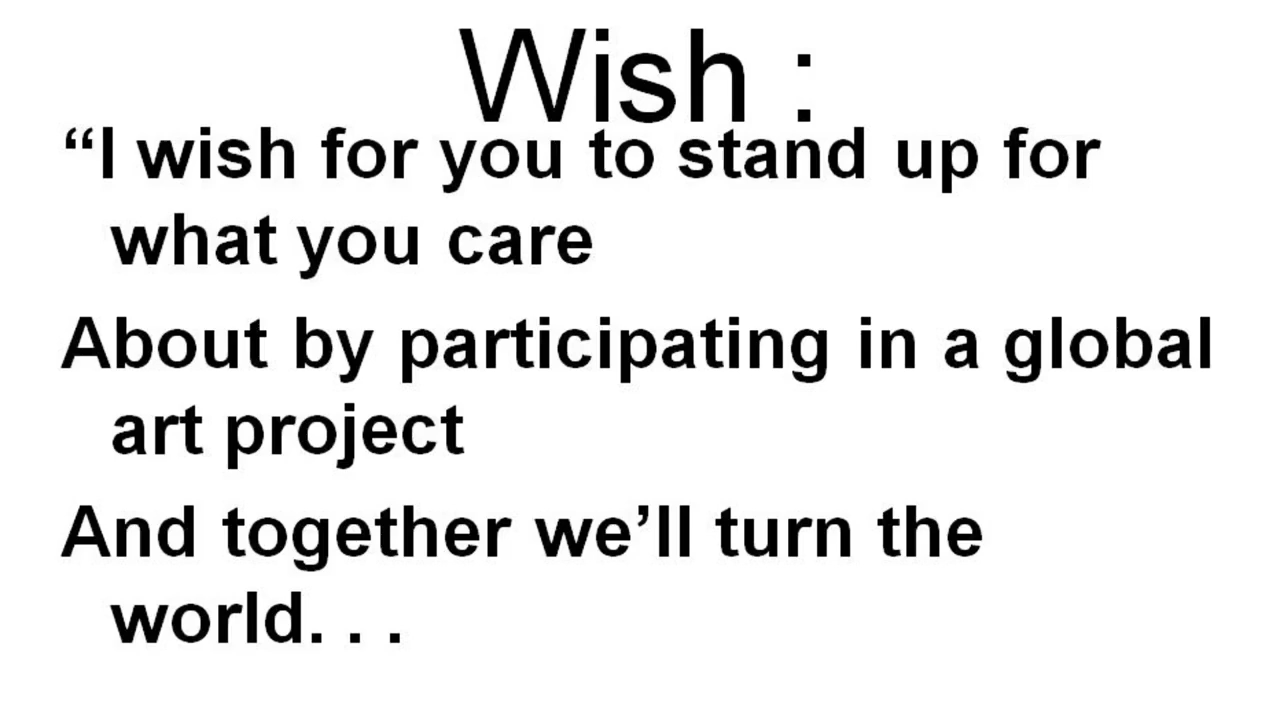 Wish :
“I wish for you to stand up for
what you care
About by participating in a global
art project
And together we’ll turn the
world. . .